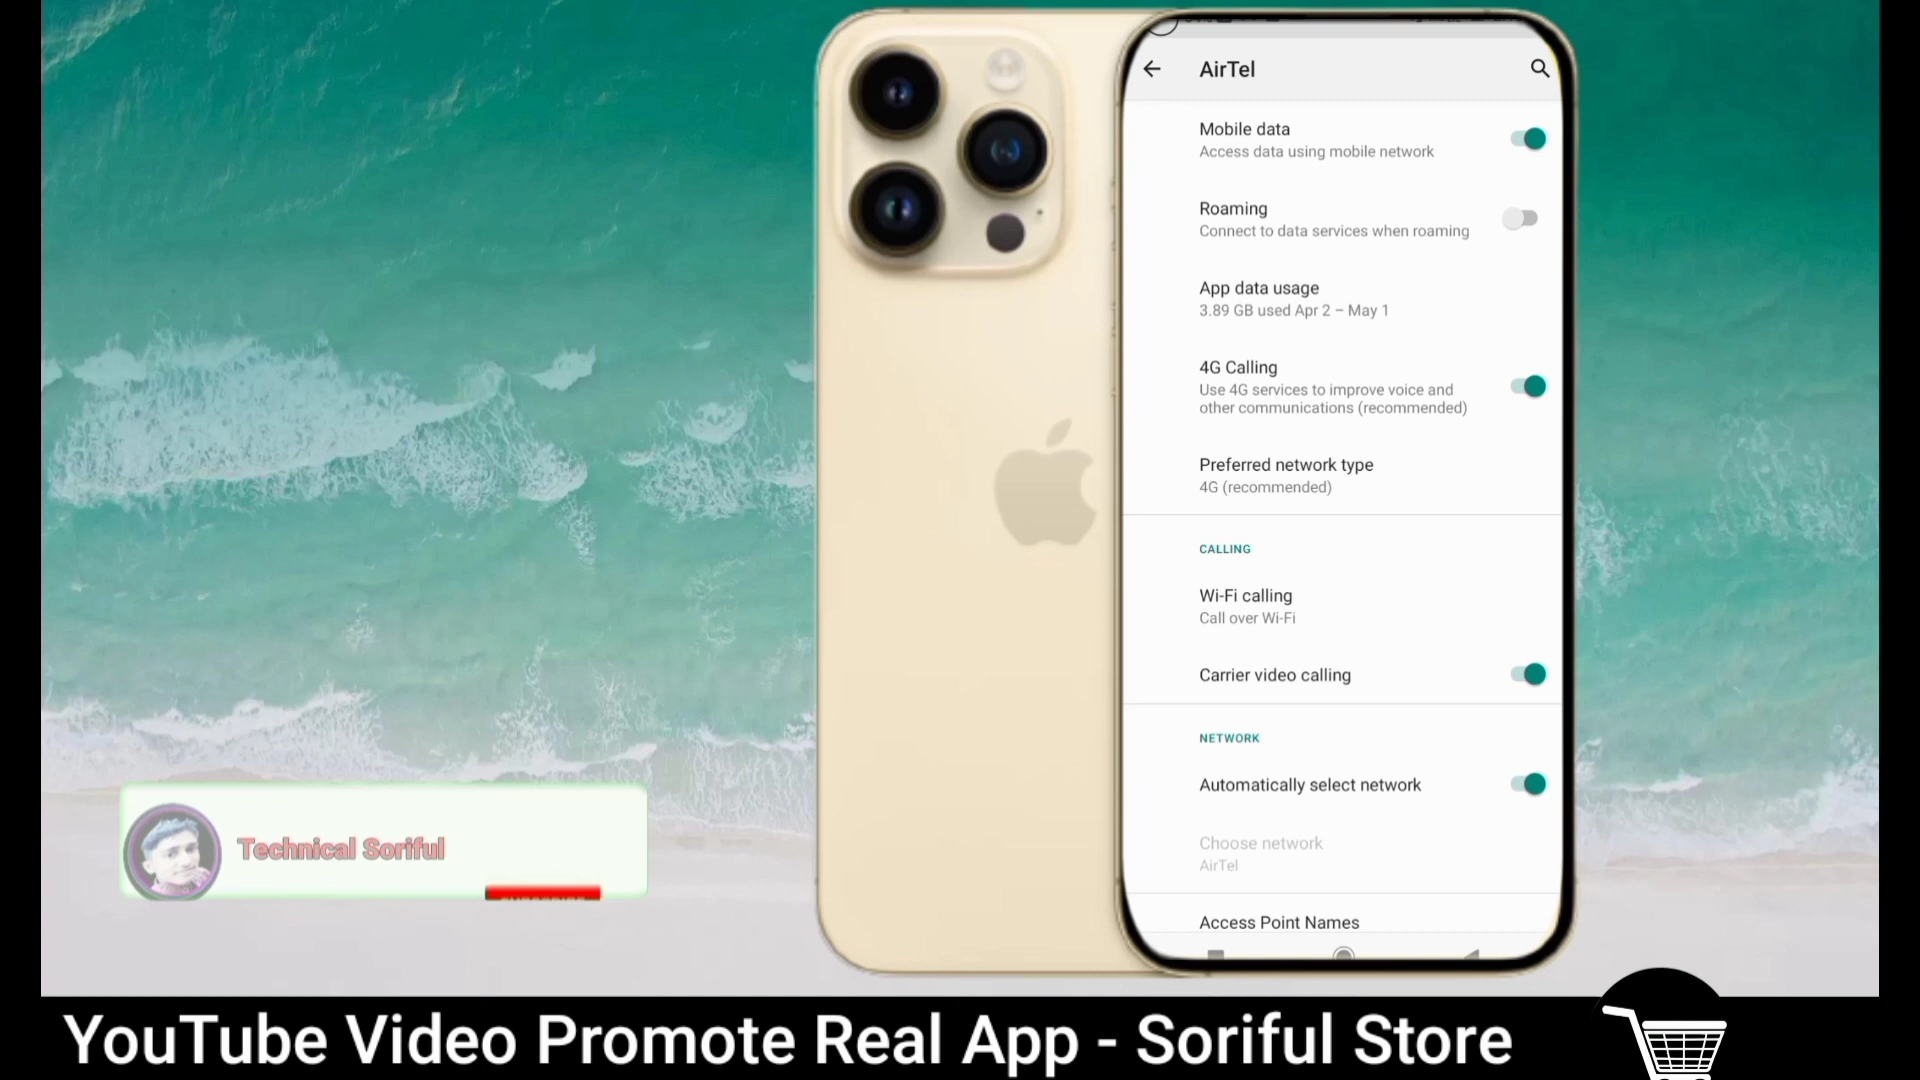 AirTel
Mobile data
Access data using mobile network
Roaming
Connect to data services when roaming
App data usage
3.89 GB used Apr 2 – May 1
4G Calling
Use 4G services to improve voice and
other communications (recommended)
Preferred network type
4G (recommended)
CALLING
Wi-Fi calling
Call over Wi-Fi
Carrier video calling
NETWORK
Automatically select network
Choose network
AirTel
Access Point Names
Technical Soriful
YouTube Video Promote Real App - Soriful Store